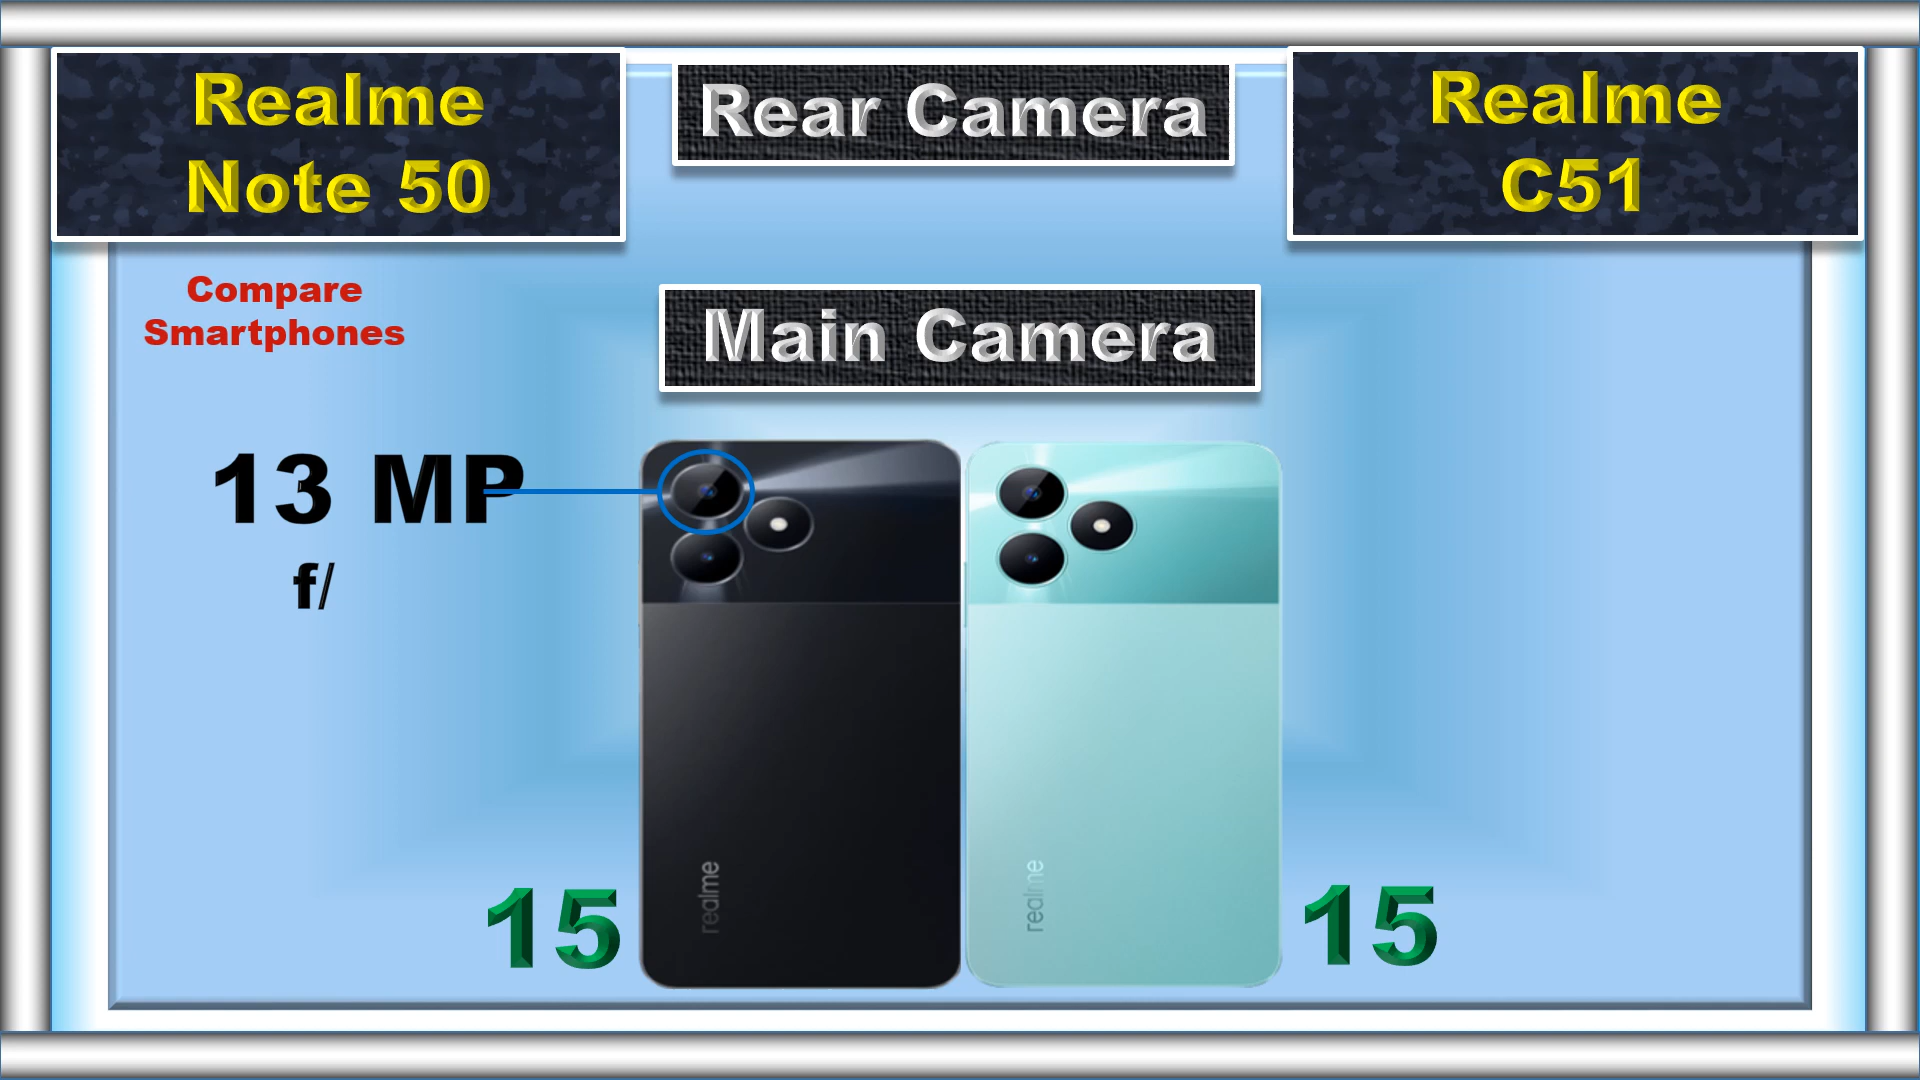 Realme
Note 50
Rear Camera
Realme
C51
Compare
Smartphones
Main Camera
13 MP
f/
15
15
realme
realme